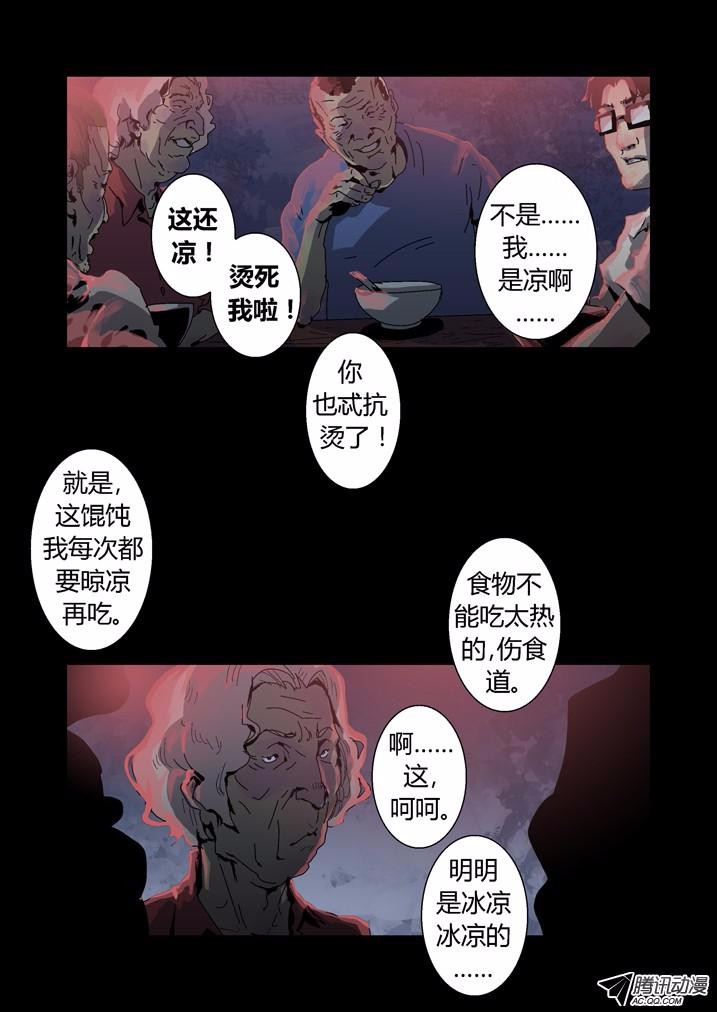 这还
凉！
烫死
我啦！
不是……
我……
是凉啊
……
你
也忒抗
烫了！
就是，
这馄饨
我每次都
要晾凉
再吃。
食物不
能吃太热
的，伤食
道。
啊……
这，
呵呵。
明明
是冰凉
冰凉的
……
腾讯动漫
AC.QQ.COM